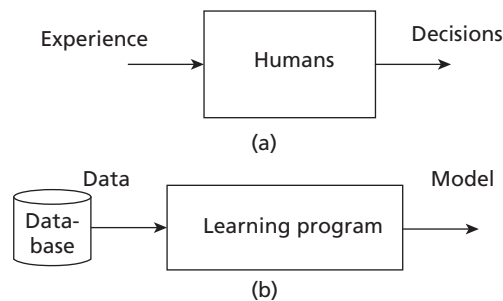 Experience
Humans
Decisions
(a)
Data
Data-
base
Learning program
Model
(b)